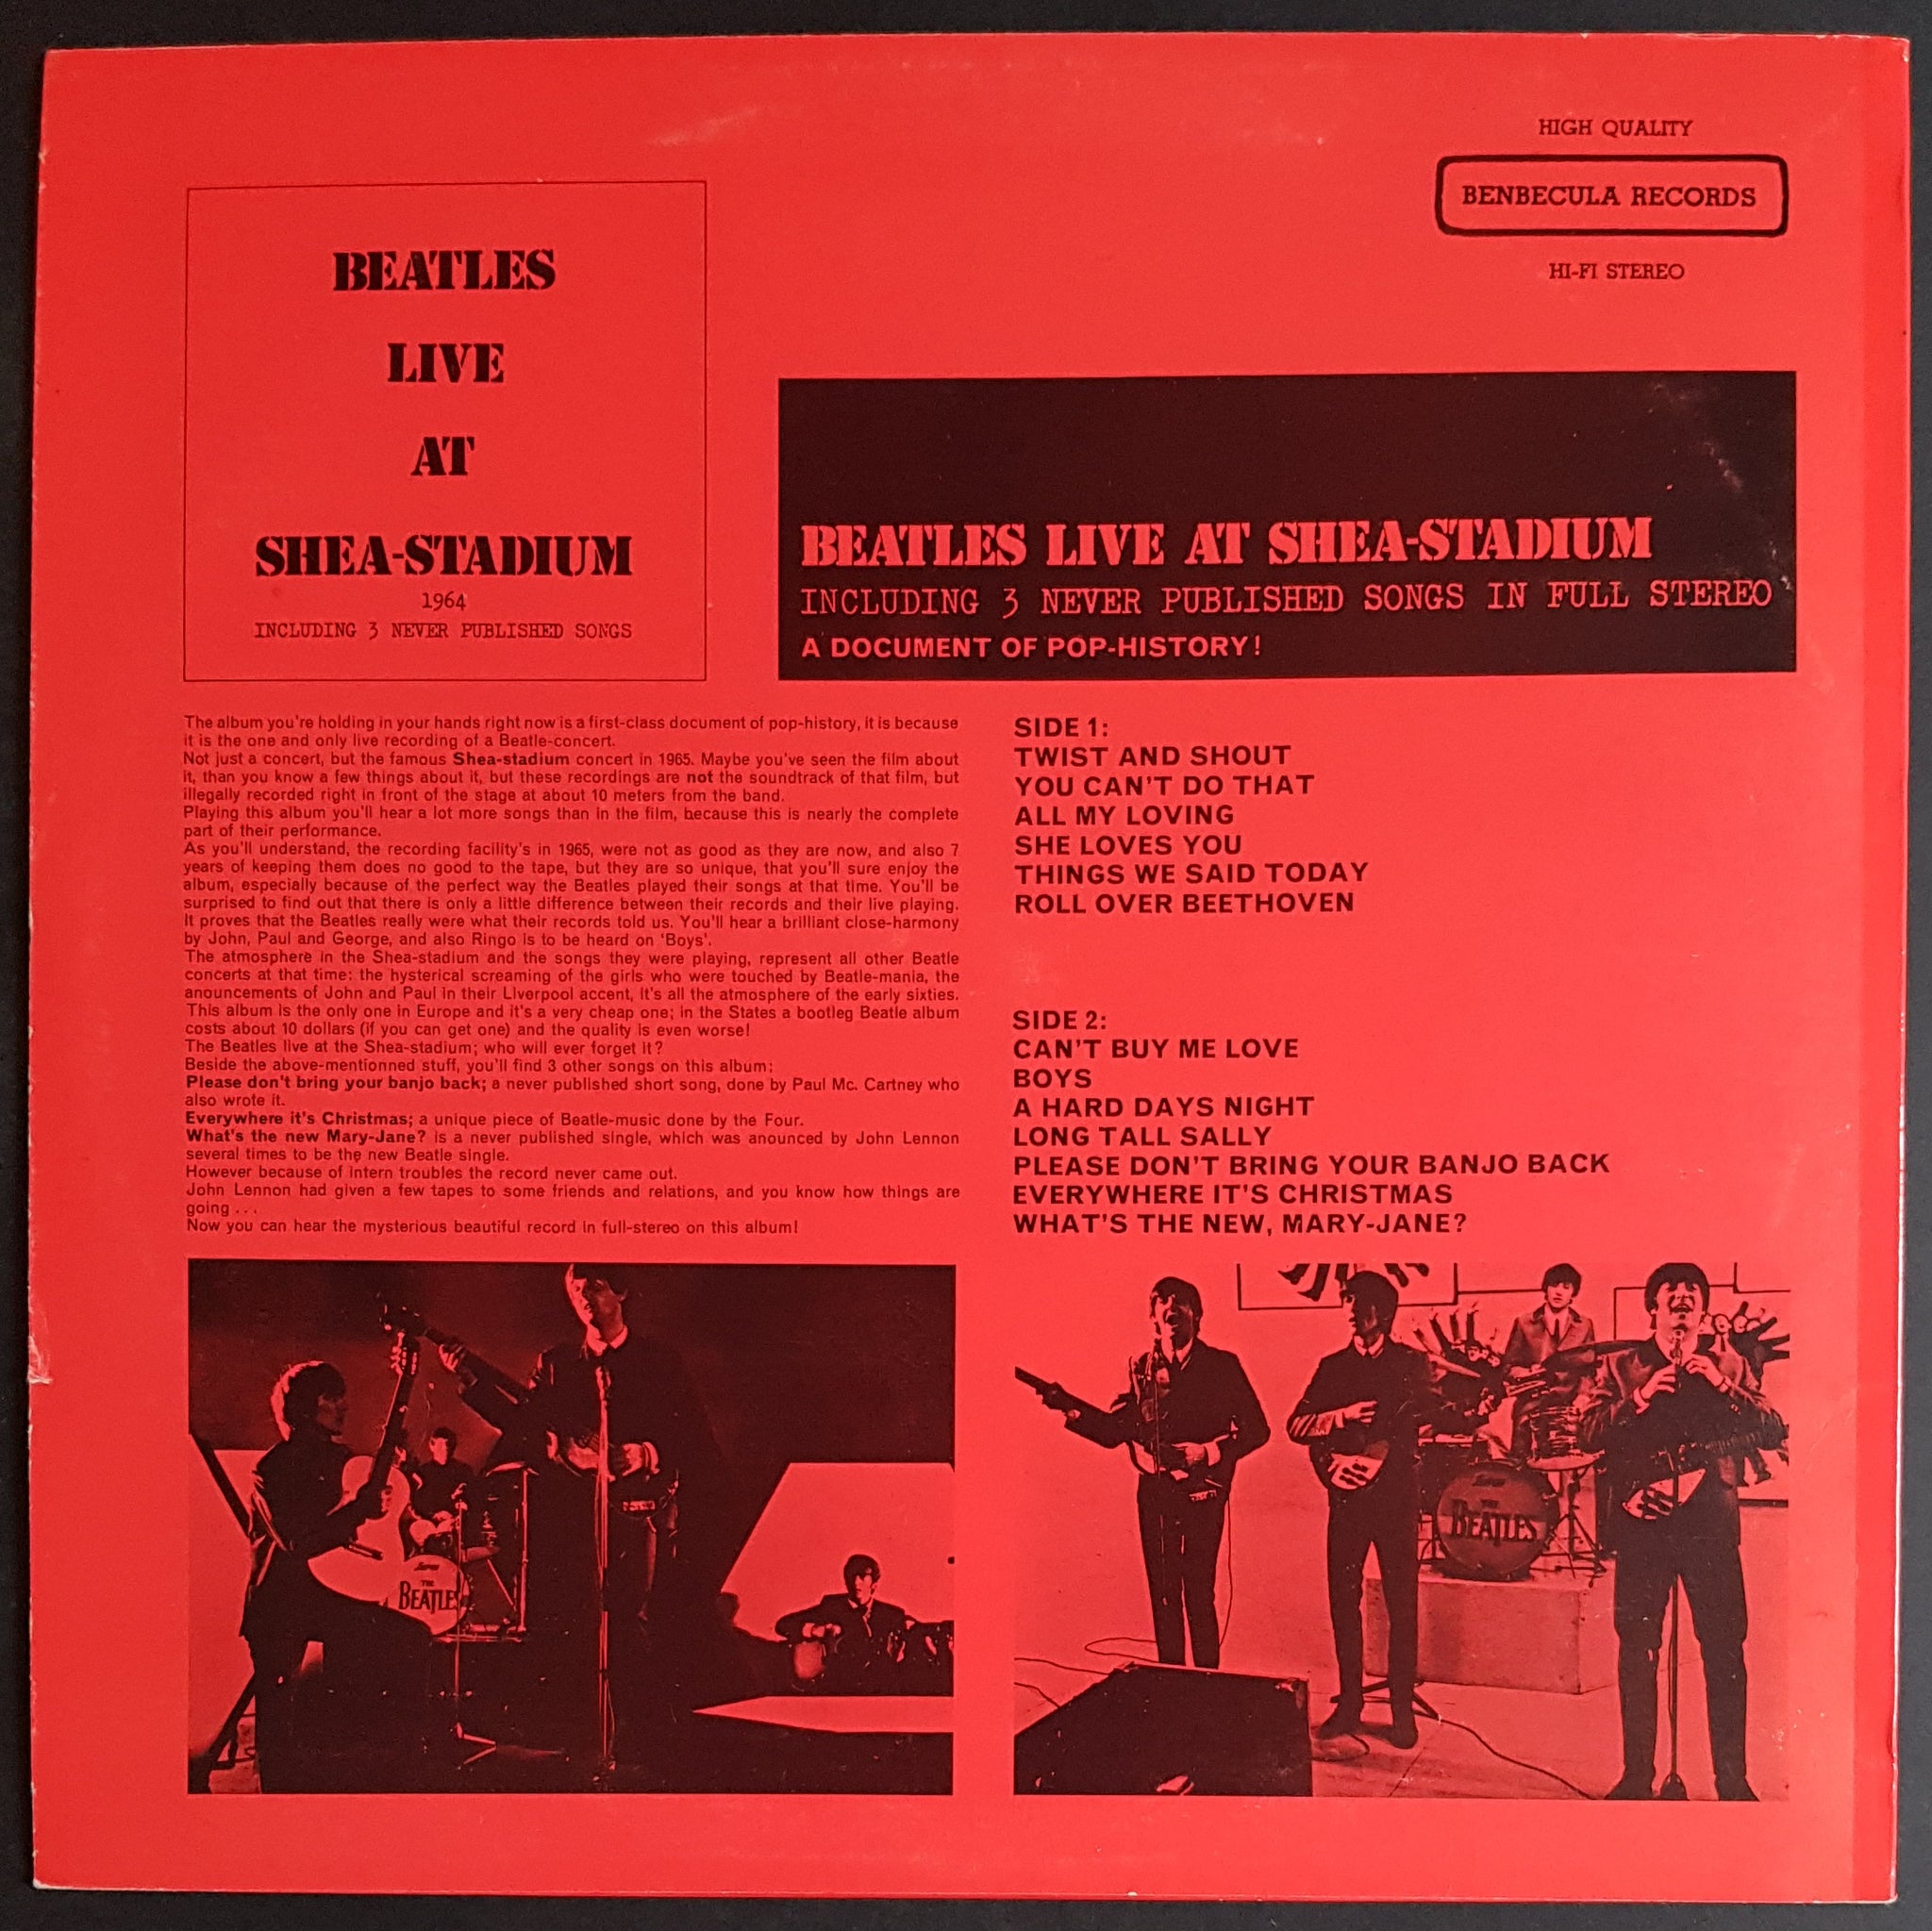 HIGH QUALITY
BENBECULA RECORDS
HI-FI STEREO
BEATLES
LIVE
AT
SHEA-STADIUM
1964
INCLUDING 3 NEVER PUBLISHED SONGS
BEATLES LIVE AT SHEA-STADIUM
INCLUDING 3 NEVER PUBLISHED SONGS IN FULL STEREO
A DOCUMENT OF POP-HISTORY!
The album you're holding in your hands right now is a first-class document of pop-history, it is because
it is the one and only live recording of a Beatle-concert.
Not just a concert, but the famous Shea-stadium concert in 1965. Maybe you've seen the film about
it, than you know a few things about it, but these recordings are not the soundtrack of that film, but
illegally recorded right in front of the stage at about 10 meters from the band.
Playing this album you'll hear a lot more songs than in the film, because this is nearly the complete
part of their performance.
As you'll understand, the recording facility's in 1965, were not as good as they are now, and also 7
years of keeping them does no good to the tape, but they are so unique, that you'll sure enjoy the
album, especially because of the perfect way the Beatles played their songs at that time. You'll be
surprised to find out that there is only a little difference between their records and their live playing.
It proves that the Beatles really were what their records told us. You'll hear a brilliant close-harmony
by John, Paul and George, and also Ringo is to be heard on 'Boys'.
The atmosphere in the Shea-stadium and the songs they were playing, represent all other Beatle
concerts at that time: the hysterical screaming of the girls who were touched by Beatle-mania, the
anouncements of John and Paul in their Liverpool accent, it's all the atmosphere of the early sixties.
This album is the only one in Europe and it's a very cheap one; in the States a bootleg Beatle album
costs about 10 dollars (if you can get one) and the quality is even worse!
The Beatles live at the Shea-stadium; who will ever forget it?
Beside the above-mentionned stuff, you'll find 3 other songs on this album:
Please don't bring your banjo back; a never published short song, done by Paul Mc. Cartney who
also wrote it.
Everywhere it's Christmas; a unique piece of Beatle-music done by the Four.
What's the new Mary-Jane? is a never published single, which was anounced by John Lennon
several times to be the new Beatle single.
However because of intern troubles the record never came out.
John Lennon had given a few tapes to some friends and relations, and you know how things are
going ...
Now you can hear the mysterious beautiful record in full-stereo on this album!
SIDE 1:
TWIST AND SHOUT
YOU CAN'T DO THAT
ALL MY LOVING
SHE LOVES YOU
THINGS WE SAID TODAY
ROLL OVER BEETHOVEN
SIDE 2:
CAN'T BUY ME LOVE
BOYS
A HARD DAYS NIGHT
LONG TALL SALLY
PLEASE DON'T BRING YOUR BANJO BACK
EVERYWHERE IT'S CHRISTMAS
WHAT'S THE NEW, MARY-JANE?
Ludwig
THE
BEATLES
Ludwig
THE
BEATLES